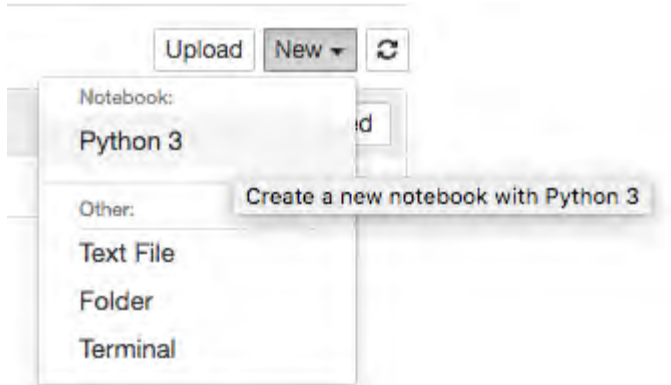 Upload New
Notebook:
Python 3
Create a new notebook with Python 3
Other:
Text File
Folder
Terminal